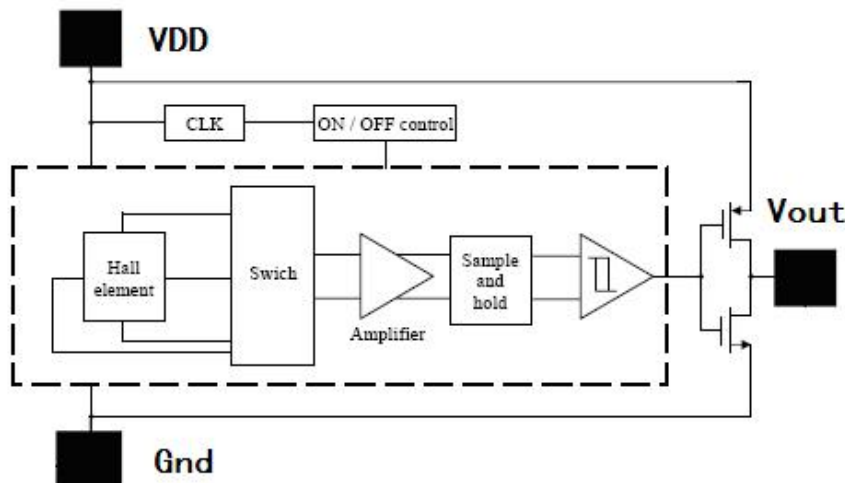 VDD
CLK
ON / OFF control
Vout
Hall
element
Swich
Sample
and
hold
Amplifier
Gnd